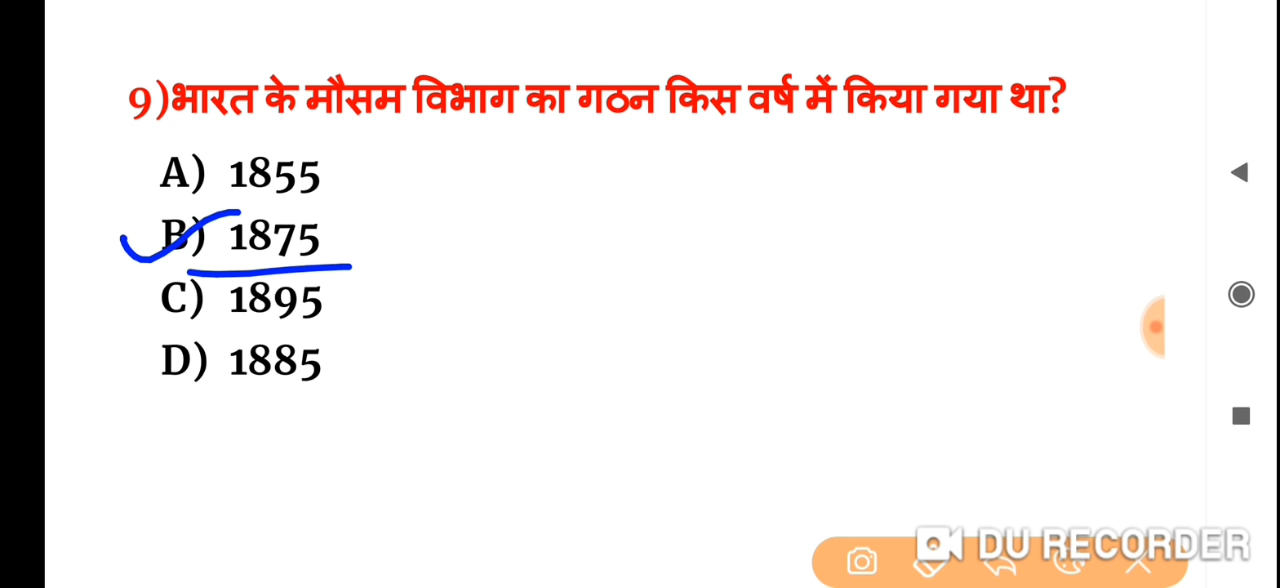 9)भारत के मौसम विभाग का गठन किस वर्ष में किया गया था?
A) 1855
B) 1875
C) 1895
D) 1885
DU RECORDER